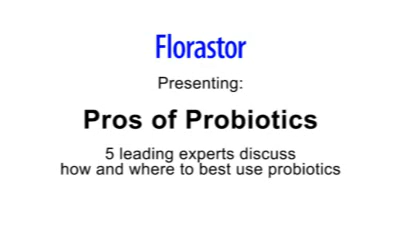 Florastor
Presenting:
Pros of Probiotics
5 leading experts discuss
how and where to best use probiotics